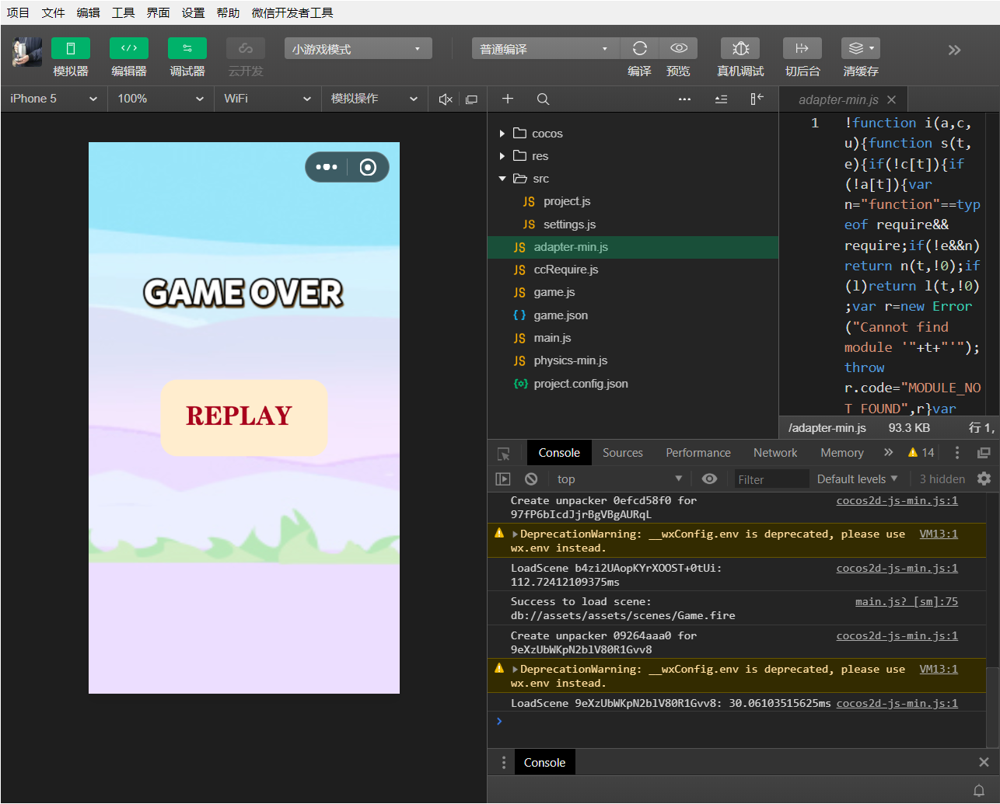 项目 文件 编辑 工具 界面 设置 帮助 微信开发者工具
小游戏模式 普通编译
模拟器 编辑器 调试器 云开发 编译 预览 真机调试 切后台 清缓存
iPhone 5 100% WiFi 模拟操作
adapter-min.js
GAME OVER
REPLAY
cocos
res
src
JS project.js
JS settings.js
JS adapter-min.js
JS ccRequire.js
JS game.js
{ } game.json
JS main.js
JS physics-min.js
project.config.json
1 !function i(a,c,
u){function s(t,
e){if(!c[t]){if
(!a[t]){var
n="function"==typ
eof require&&
require;if(!e&&n)
return n(t,!0);if
(l)return l(t,!0)
;var r=new Error
("Cannot find
module '"+t+"'");
throw
r.code="MODULE_NO
T_FOUND",r}var
/adapter-min.js 93.3 KB 行 1,
Console Sources Performance Network Memory 14
top Filter Default levels 3 hidden
Create unpacker 0efcd58f0 for cocos2d-js-min.js:1
97fP6bIcdJjrBgVBgAURqL
DeprecationWarning: __wxConfig.env is deprecated, please use VM13:1
wx.env instead.
LoadScene b4zi2UAopKYrXOOST+0tUi: cocos2d-js-min.js:1
112.72412109375ms
Success to load scene: main.js? [sm]:75
db://assets/assets/scenes/Game.fire
Create unpacker 09264aaa0 for cocos2d-js-min.js:1
9eXzUbWKpN2blV80R1Gvv8
DeprecationWarning: __wxConfig.env is deprecated, please use VM13:1
wx.env instead.
LoadScene 9eXzUbWKpN2blV80R1Gvv8: 30.06103515625ms cocos2d-js-min.js:1
Console